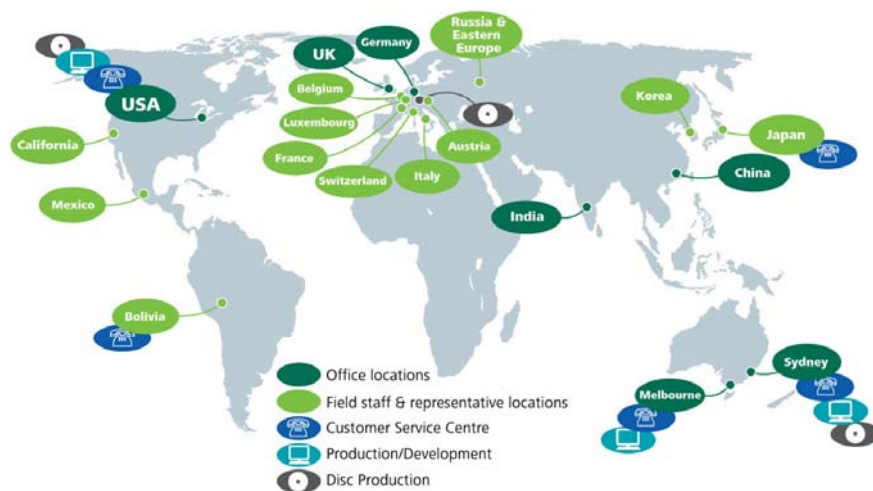 Russia &
Eastern
Europe
UK
Germany
USA
Belgium
Korea
Luxembourg
California
Japan
France
Austria
Switzerland
Italy
China
Mexico
India
Bolivia
Sydney
Office locations
Melbourne
Field staff & representative locations
Customer Service Centre
Production/Development
Disc Production